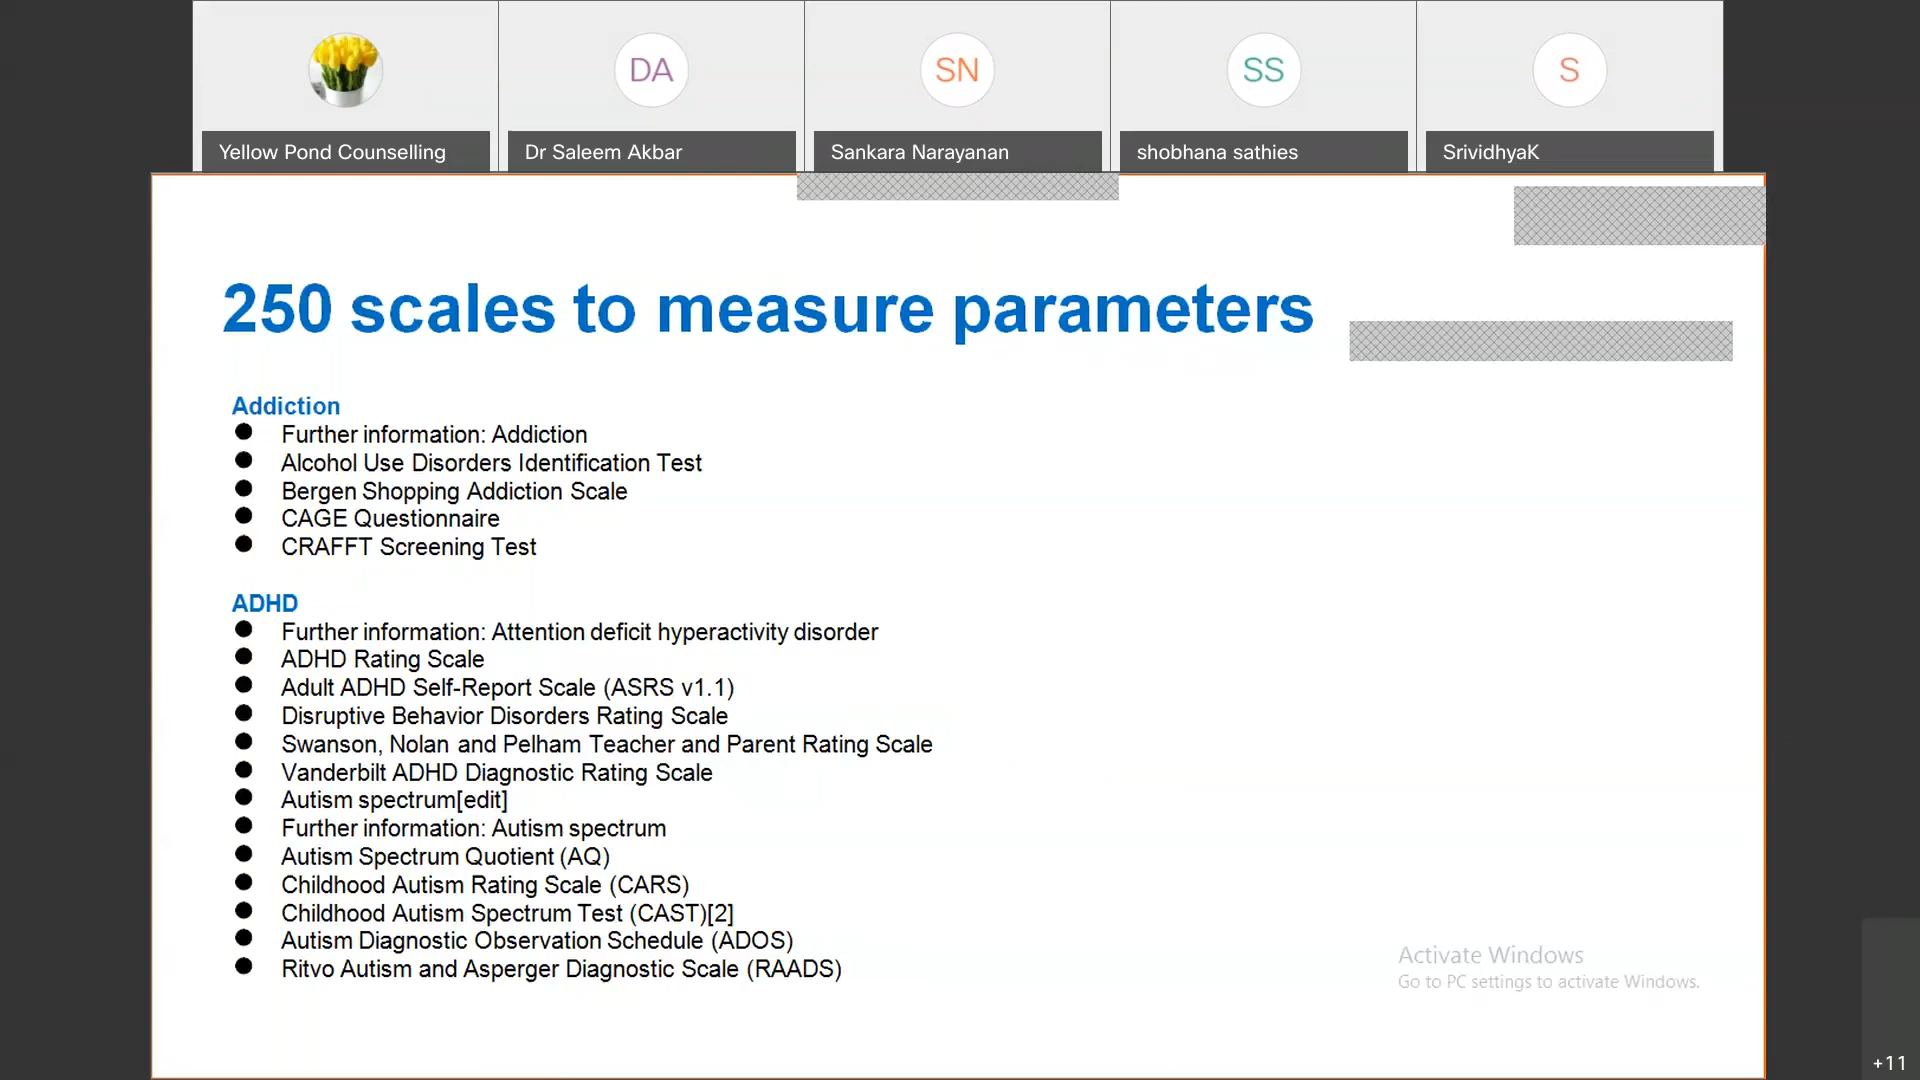 Yellow Pond Counselling
DA
Dr Saleem Akbar
SN
Sankara Narayanan
SS
shobhana sathies
S
SrividhyaK
250 scales to measure parameters
Addiction
Further information: Addiction
Alcohol Use Disorders Identification Test
Bergen Shopping Addiction Scale
CAGE Questionnaire
CRAFFT Screening Test
ADHD
Further information: Attention deficit hyperactivity disorder
ADHD Rating Scale
Adult ADHD Self-Report Scale (ASRS v1.1)
Disruptive Behavior Disorders Rating Scale
Swanson, Nolan and Pelham Teacher and Parent Rating Scale
Vanderbilt ADHD Diagnostic Rating Scale
Autism spectrum[edit]
Further information: Autism spectrum
Autism Spectrum Quotient (AQ)
Childhood Autism Rating Scale (CARS)
Childhood Autism Spectrum Test (CAST)[2]
Autism Diagnostic Observation Schedule (ADOS)
Ritvo Autism and Asperger Diagnostic Scale (RAADS)
Activate Windows
Go to PC settings to activate Windows.
+11